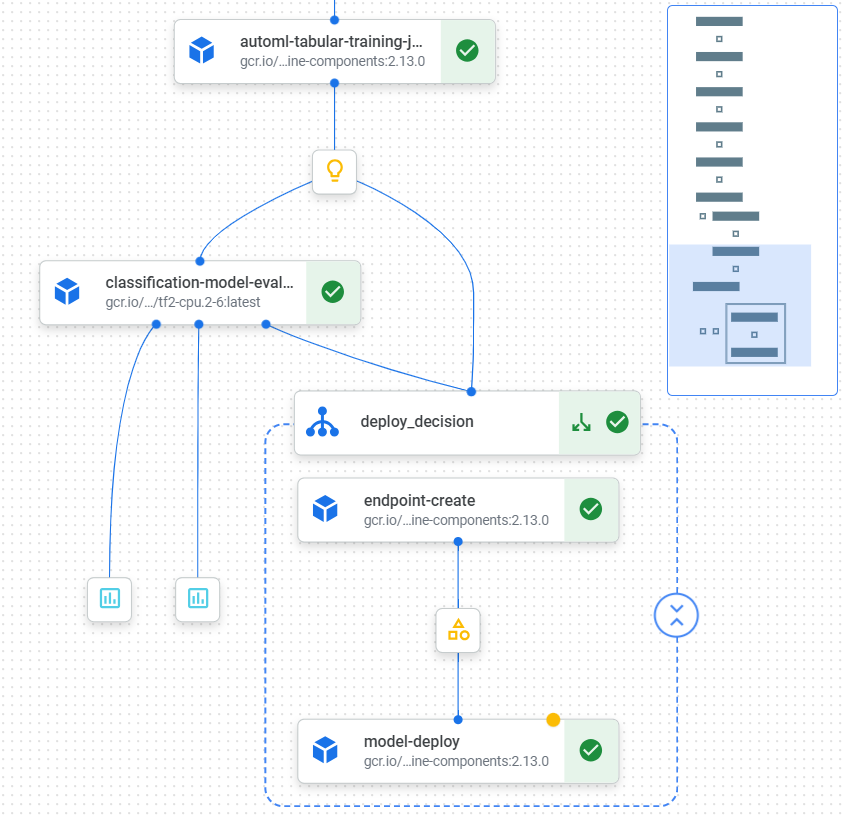 automl-tabular-training-j...
gcr.io/...ine-components:2.13.0
classification-model-eval...
gcr.io/.../tf2-cpu.2-6:latest
deploy_decision
endpoint-create
gcr.io/...ine-components:2.13.0
model-deploy
gcr.io/...ine-components:2.13.0